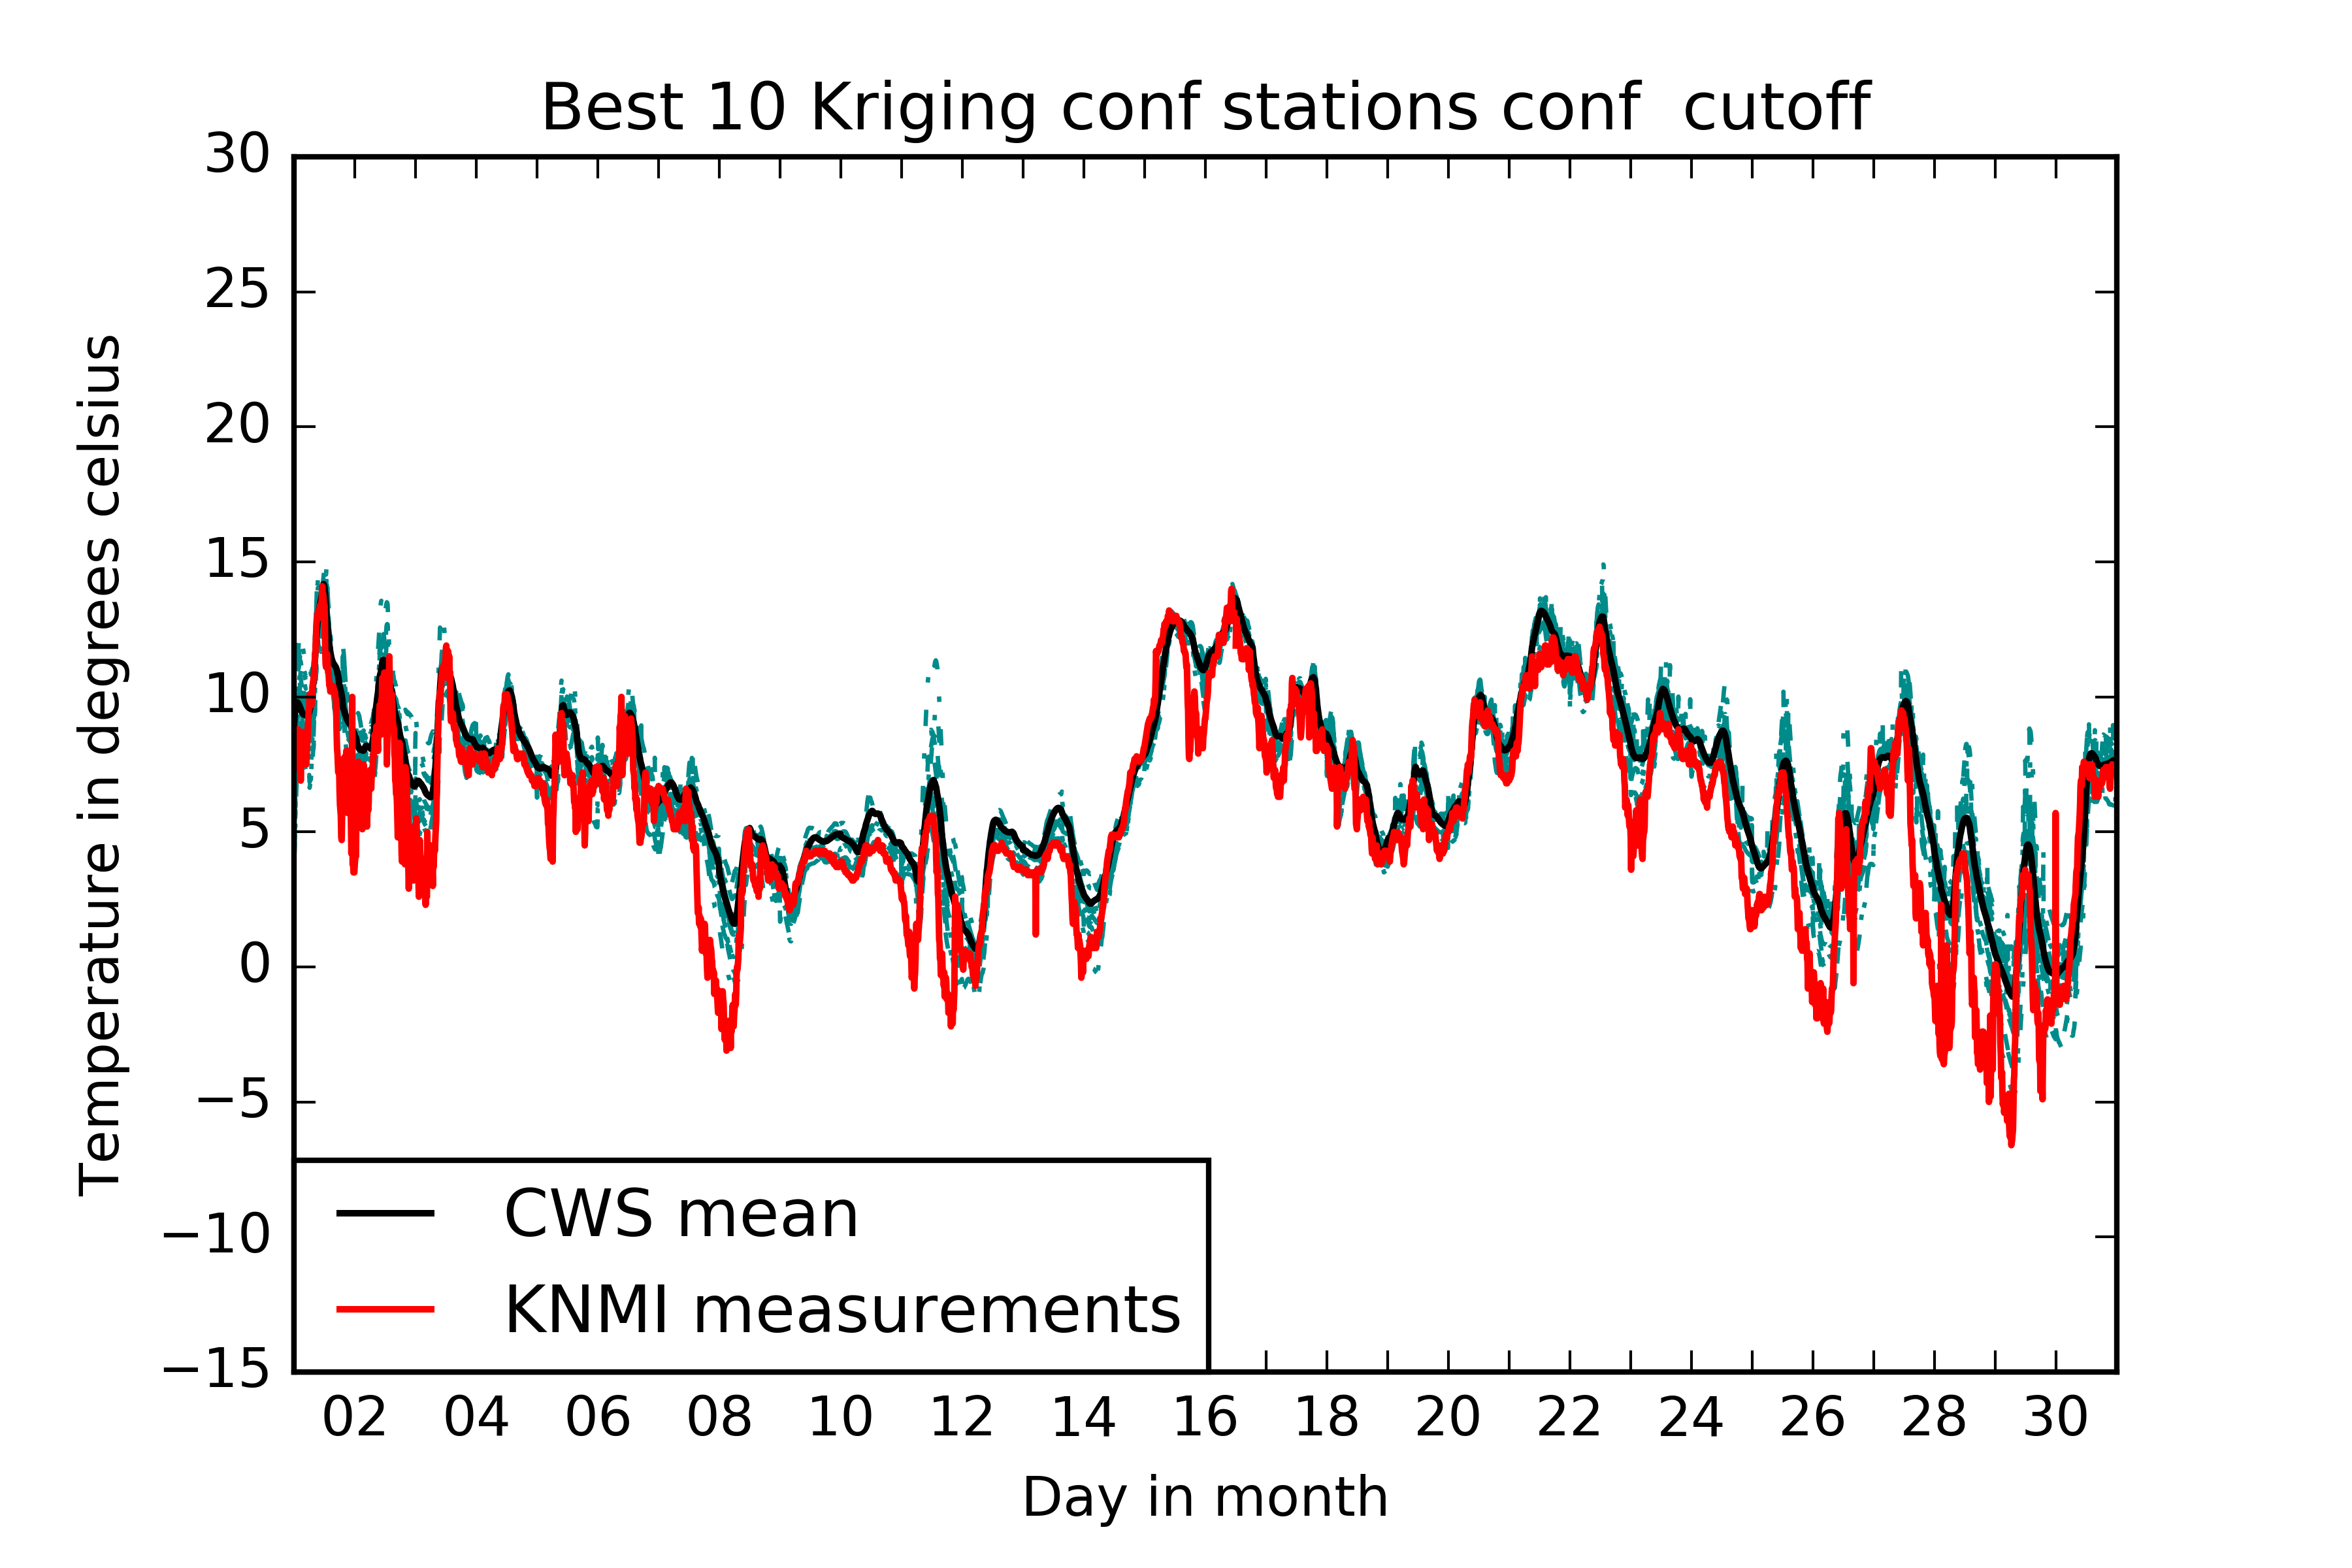 Best 10 Kriging conf stations conf  cutoff
30
25
20
15
10
5
0
−5
−10
−15
Temperature in degrees celsius
CWS mean
KNMI measurements
02 04 06 08 10 12 14 16 18 20 22 24 26 28 30
Day in month